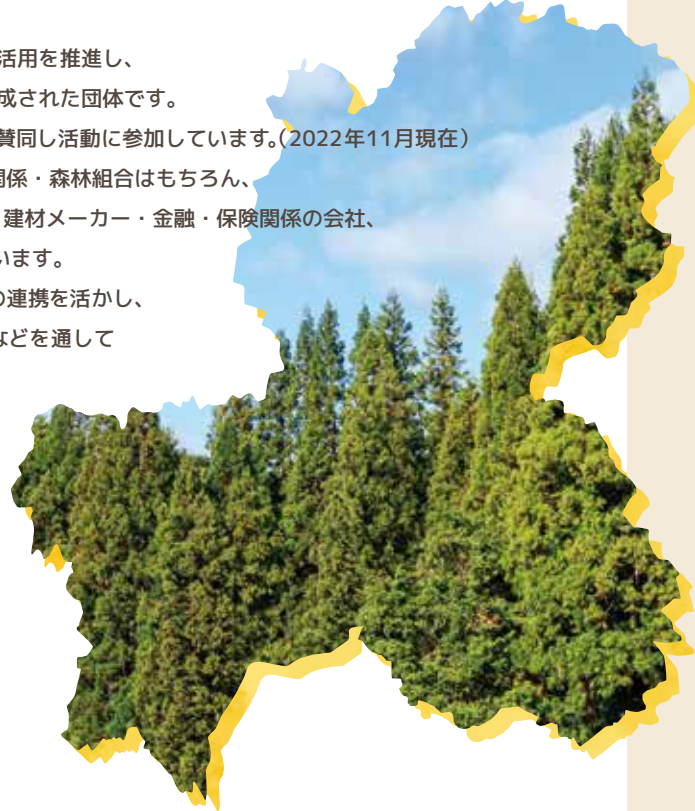 活用を推進し、
成された団体です。
賛同し活動に参加しています。(2022年11月現在)
関係・森林組合はもちろん、
建材メーカー・金融・保険関係の会社、
います。
の連携を活かし、
などを通して